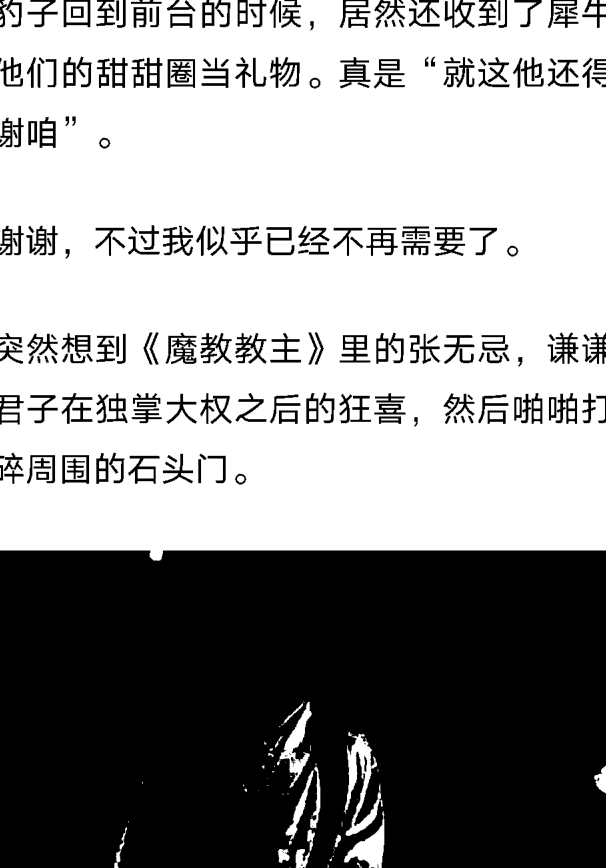 豹子回到前台的时候，居然还收到了犀牛
他们的甜甜圈当礼物。真是“就这他还得
谢咱”。
谢谢，不过我似乎已经不再需要了。
突然想到《魔教教主》里的张无忌，谦谦
君子在独掌大权之后的狂喜，然后啪啪打
碎周围的石头门。